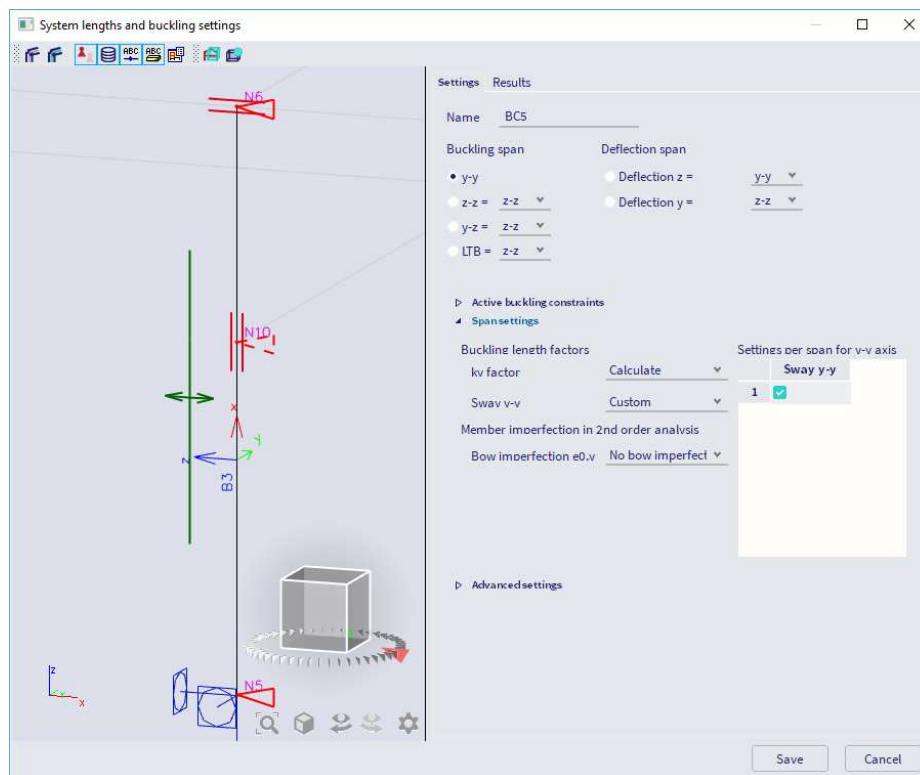 System lengths and buckling settings
ABC ABC
Settings Results
Name BC5
Buckling span Deflection span
y-y Deflection z = y-y
z-z = z-z Deflection y = z-z
y-z = z-z
LTB = z-z
Active buckling constraints
Span settings
Buckling length factors Settings per span for y-y axis
ky factor Calculate Sway y-y
1
Sway y-y Custom
Member imperfection in 2nd order analysis
Bow imperfection e0,y No bow imperfect
Advanced settings
N6
N10
x
y
z
B3
N5
z
y
x
Save Cancel